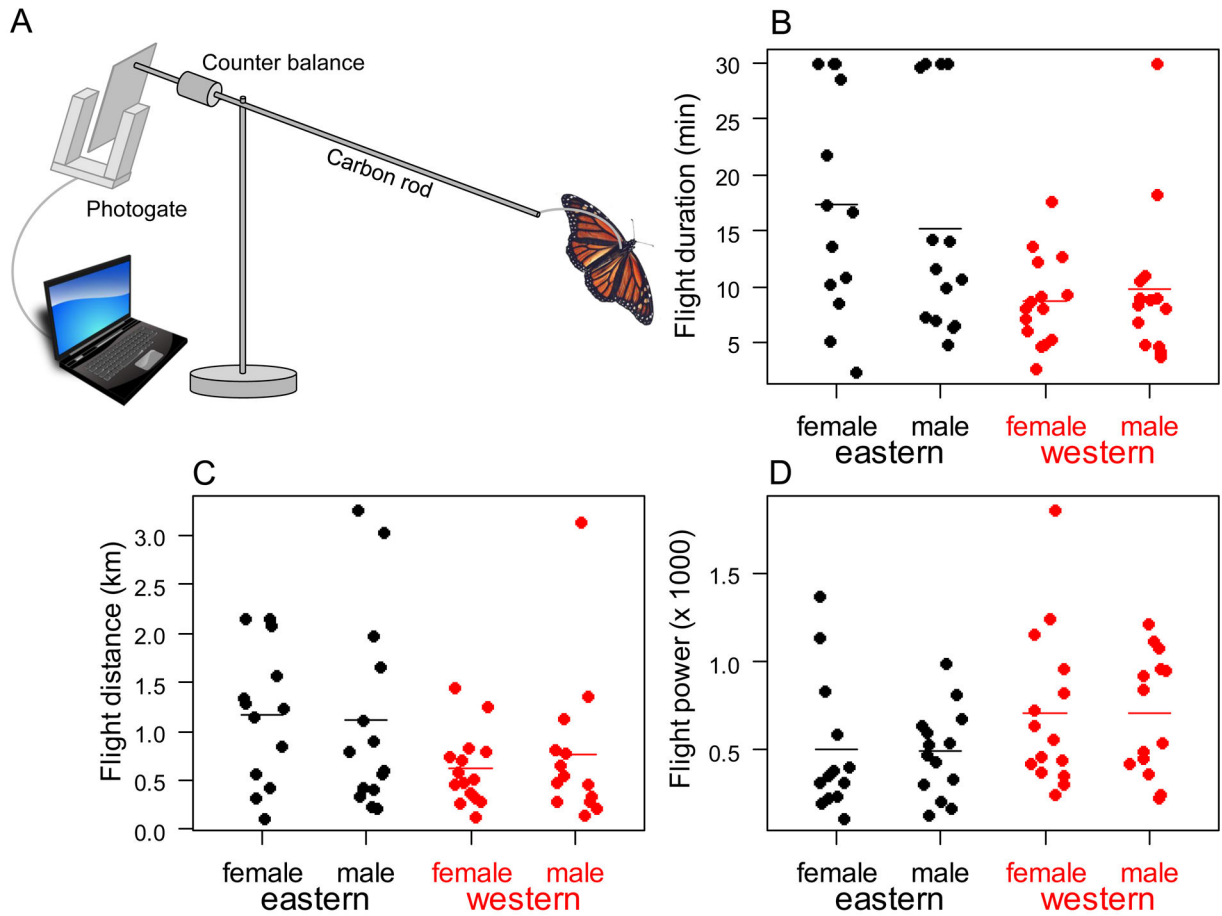 A
Counter balance
Carbon rod
Photogate
B
Flight duration (min)
30
25
20
15
10
5
female male female male
eastern western
C
Flight distance (km)
3.0
2.5
2.0
1.5
1.0
0.5
0.0
female male female male
eastern western
D
Flight power (x 1000)
1.5
1.0
0.5
female male female male
eastern western